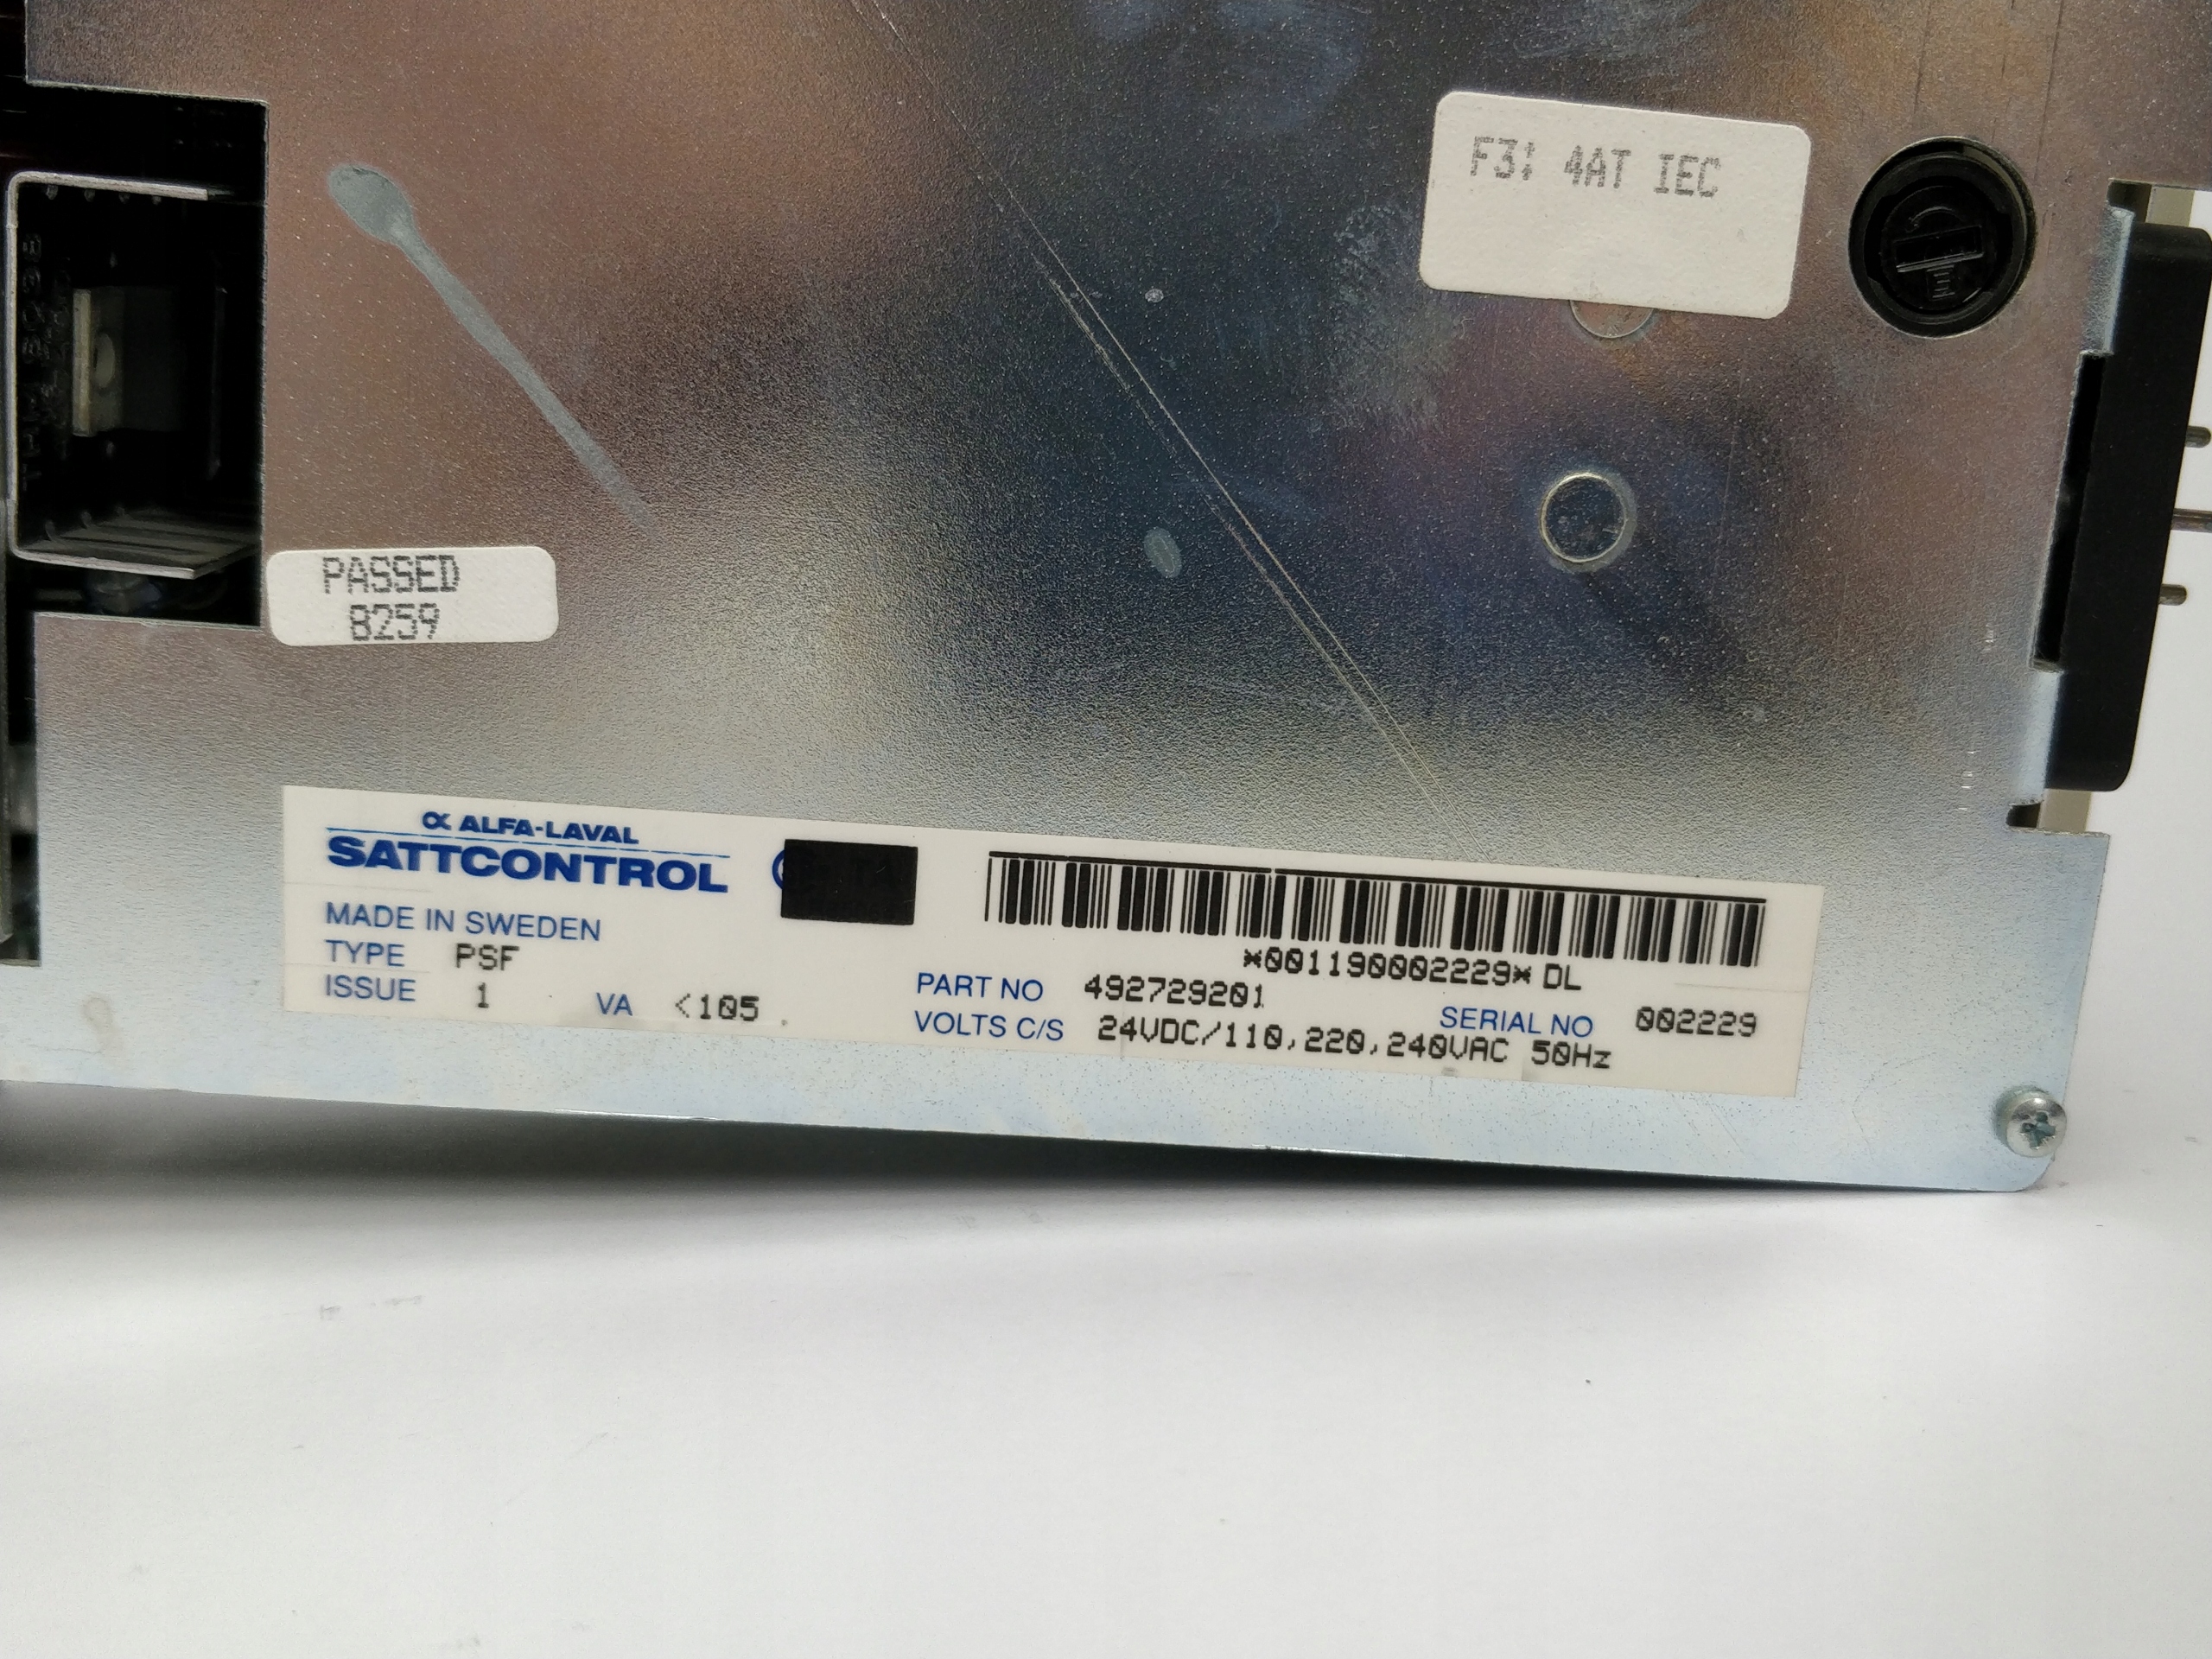 F3: 4AT IEC
PASSED
8259
α ALFA-LAVAL
SATTCONTROL
MADE IN SWEDEN
TYPE PSF
ISSUE 1 VA <105
*001190002229* DL
PART NO 492729201
SERIAL NO 002229
VOLTS C/S 24VDC/110,220,240VAC 50Hz